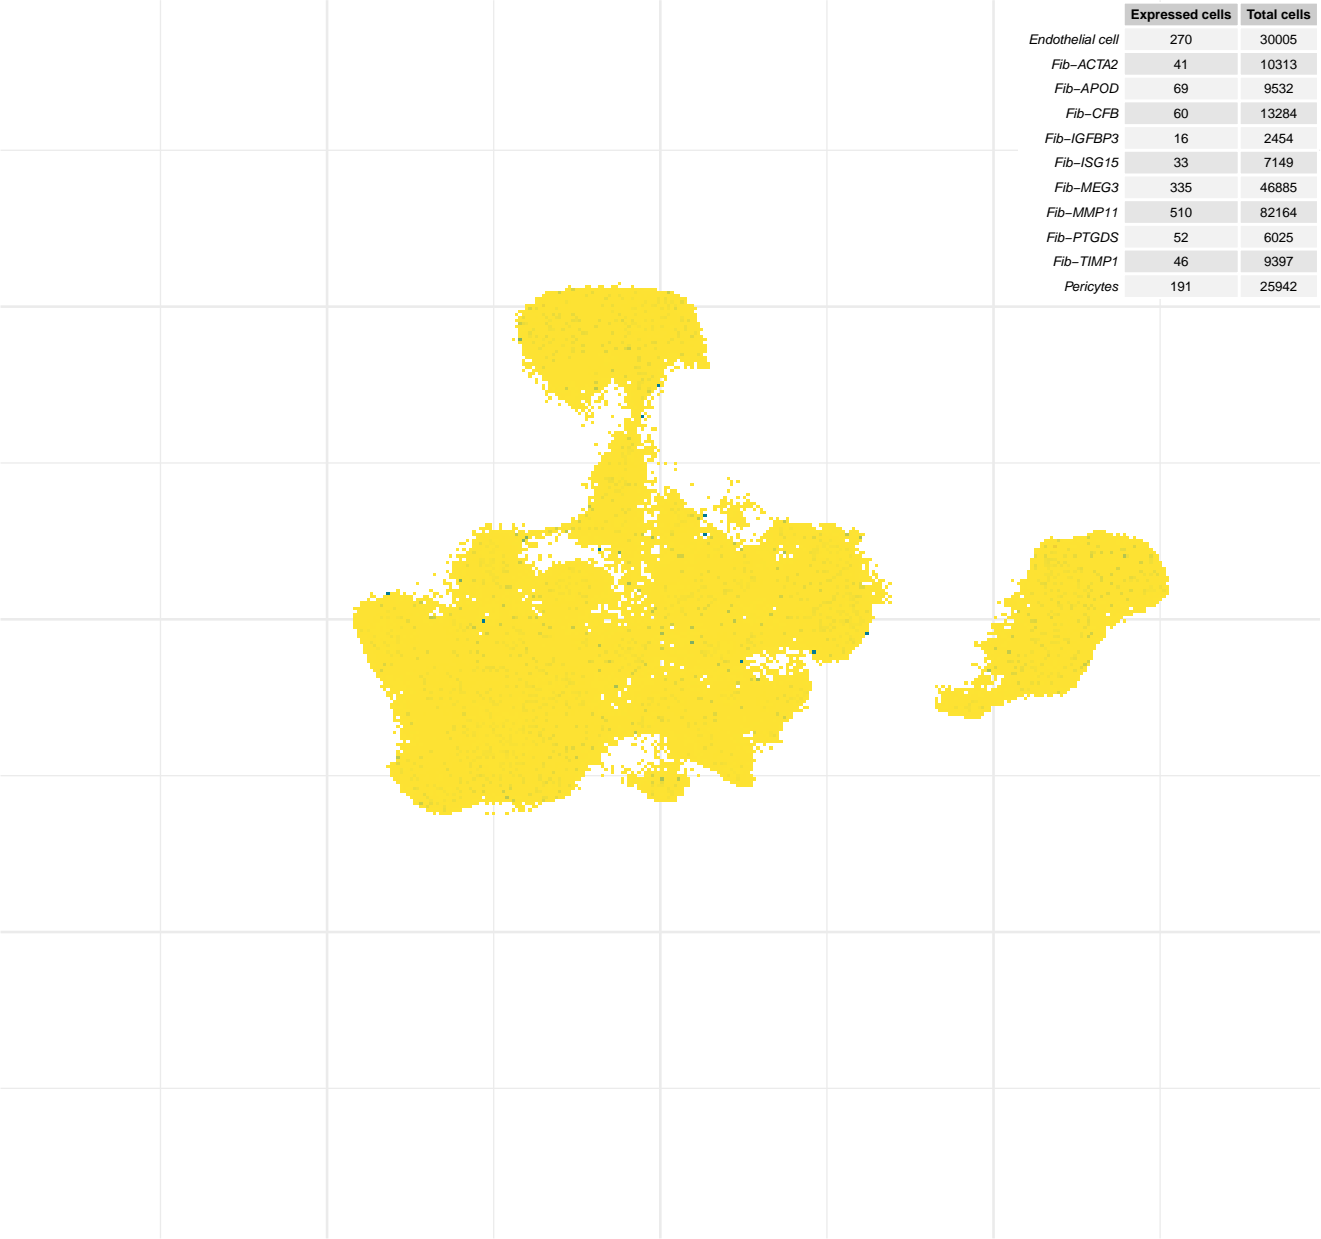 Expressed cells Total cells
Endothelial cell 270 30005
Fib−ACTA2 41 10313
Fib−APOD 69 9532
Fib−CFB 60 13284
Fib−IGFBP3 16 2454
Fib−ISG15 33 7149
Fib−MEG3 335 46885
Fib−MMP11 510 82164
Fib−PTGDS 52 6025
Fib−TIMP1 46 9397
Pericytes 191 25942